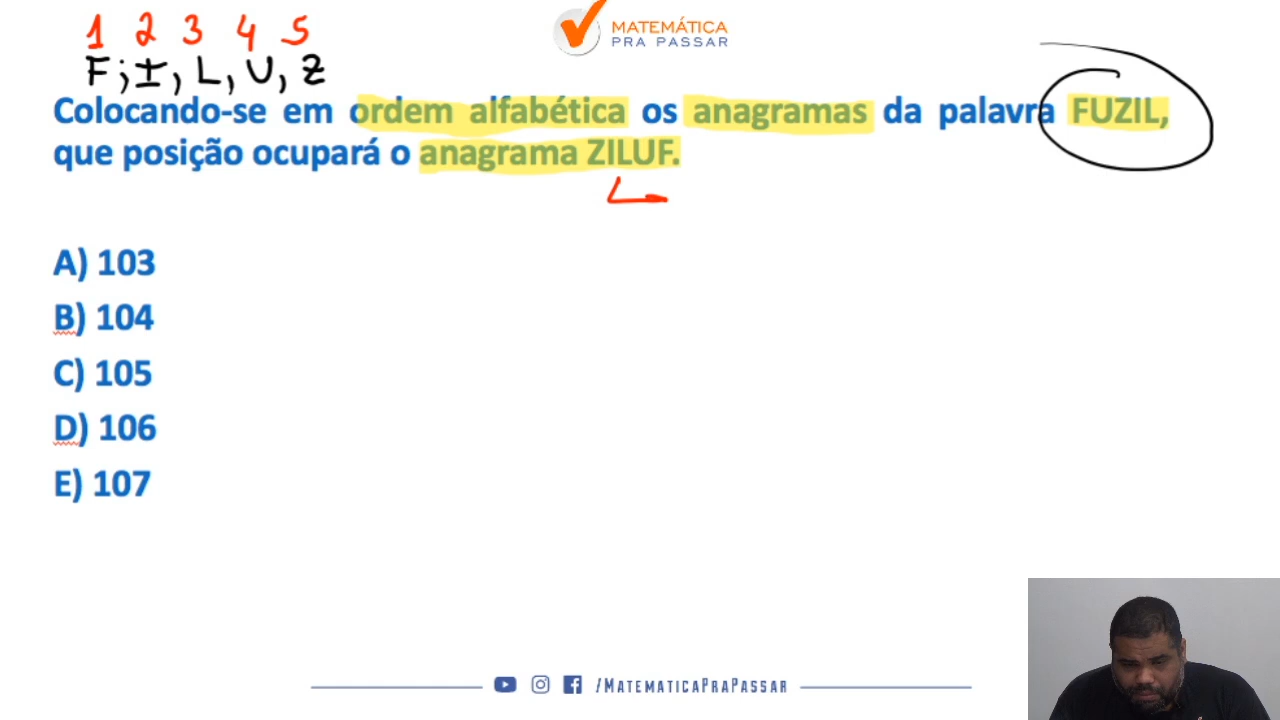 MATEMÁTICA
PRA PASSAR
1 2 3 4 5
F; I, L, U, Z
Colocando-se em ordem alfabética os anagramas da palavra FUZIL,
que posição ocupará o anagrama ZILUF.
A) 103
B) 104
C) 105
D) 106
E) 107
/MATEMATICAPRAPASSAR